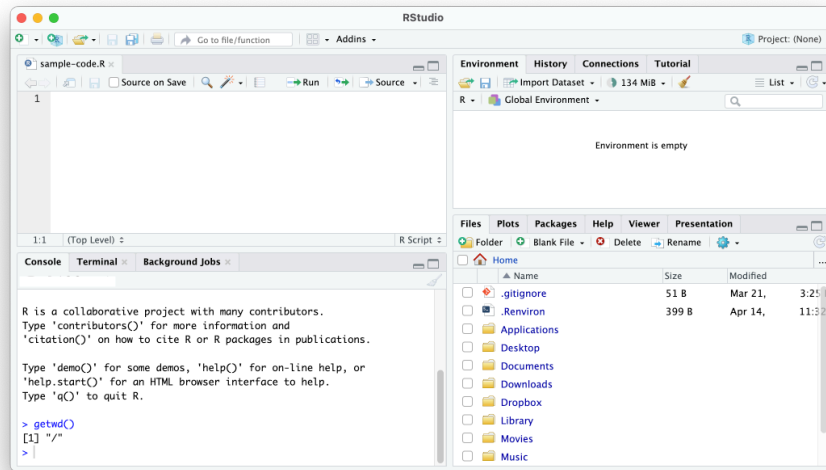 RStudio
Go to file/function
Addins
Project: (None)
sample-code.R
Source on Save
Run
Source
1
1:1
(Top Level)
R Script
Console
Terminal
Background Jobs
R is a collaborative project with many contributors.
Type 'contributors()' for more information and
'citation()' on how to cite R or R packages in publications.
Type 'demo()' for some demos, 'help()' for on-line help, or
'help.start()' for an HTML browser interface to help.
Type 'q()' to quit R.
> getwd()
[1] "/"
>
Environment History Connections Tutorial
Import Dataset 134 MiB List
R Global Environment
Environment is empty
Files Plots Packages Help Viewer Presentation
Folder Blank File Delete Rename
Home ...
Name Size Modified
.gitignore 51 B Mar 21, 3:25
.Renviron 399 B Apr 14, 11:32
Applications
Desktop
Documents
Downloads
Dropbox
Library
Movies
Music